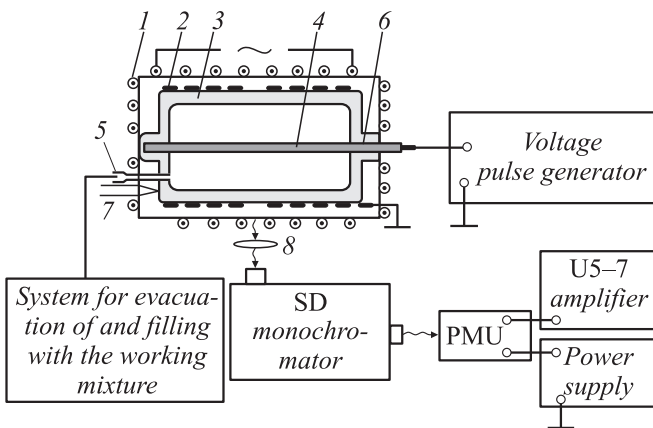 1 2 3 4 6
5
7
8
Voltage
pulse generator
System for evacua-
tion of and filling
with the working
mixture
SD
monochro-
mator
PMU
U5–7
amplifier
Power
supply